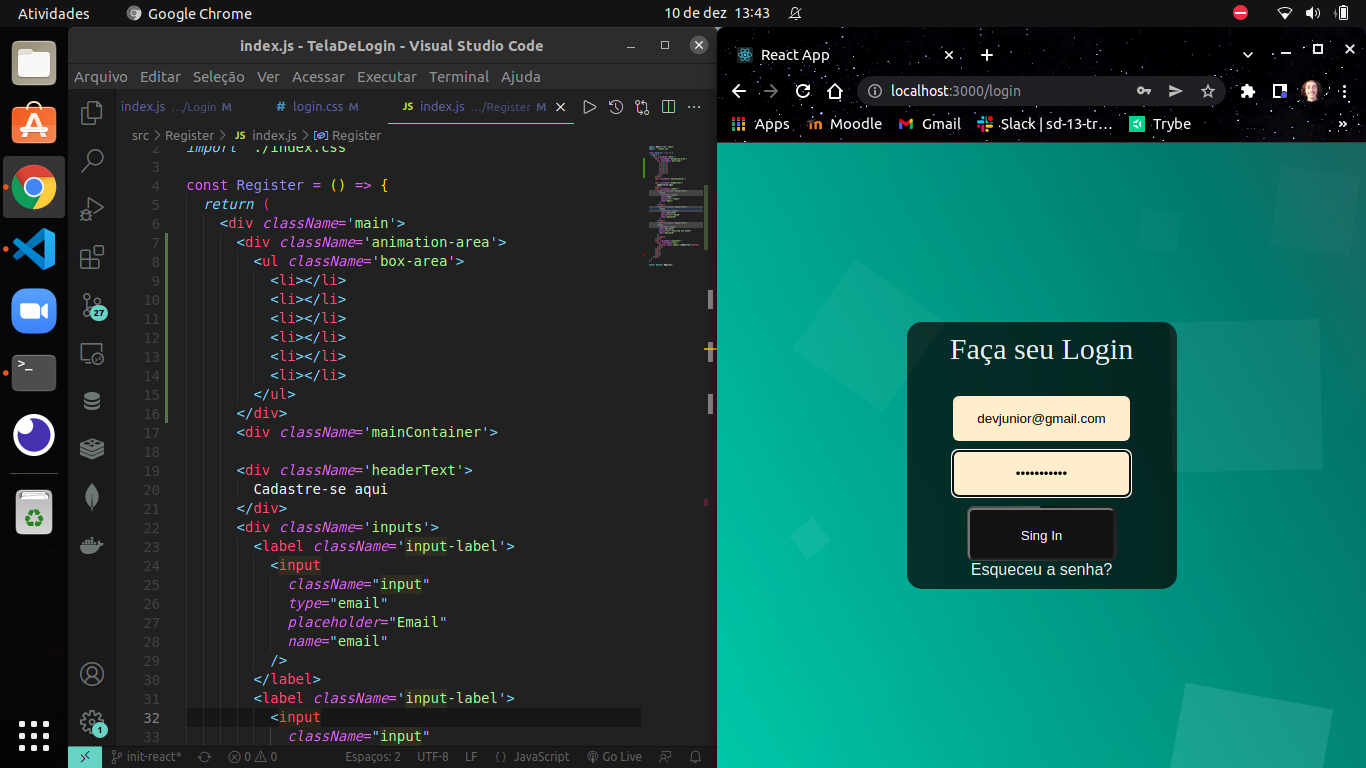 Atividades
Google Chrome
10 de dez 13:43
index.js - TelaDeLogin - Visual Studio Code
Arquivo Editar Seleção Ver Acessar Executar Terminal Ajuda
index.js .../Login M
# login.css M
JS index.js .../Register M
src > Register > JS index.js > Register
2 import './index.css'
3
4 const Register = () => {
5 return (
6 <div className='main'>
7 <div className='animation-area'>
8 <ul className='box-area'>
9 <li></li>
10 <li></li>
11 <li></li>
12 <li></li>
13 <li></li>
14 <li></li>
15 </ul>
16 </div>
17 <div className='mainContainer'>
18
19 <div className='headerText'>
20 Cadastre-se aqui
21 </div>
22 <div className='inputs'>
23 <label className='input-label'>
24 <input
25 className="input"
26 type="email"
27 placeholder="Email"
28 name="email"
29 />
30 </label>
31 <label className='input-label'>
32 <input
33 className="input"
27
1
init-react*
0 0
Espaços: 2
UTF-8
LF
{ } JavaScript
Go Live
React App
localhost:3000/login
Apps
Moodle
Gmail
Slack | sd-13-tr...
Trybe
»
Faça seu Login
devjunior@gmail.com
•••••••••••
Sing In
Esqueceu a senha?